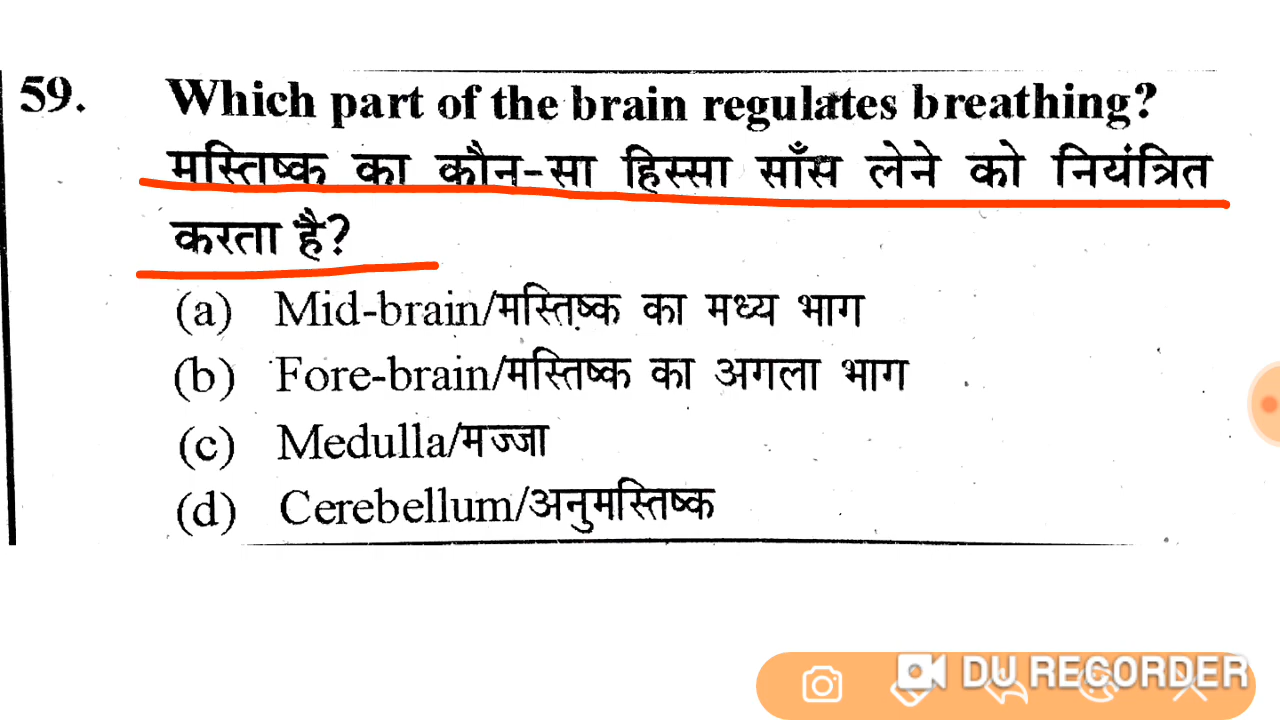 59. Which part of the brain regulates breathing?
मस्तिष्क का कौन-सा हिस्सा साँस लेने को नियंत्रित
करता है?
(a) Mid-brain/मस्तिष्क का मध्य भाग
(b) Fore-brain/मस्तिष्क का अगला भाग
(c) Medulla/मज्जा
(d) Cerebellum/अनुमस्तिष्क
DU RECORDER